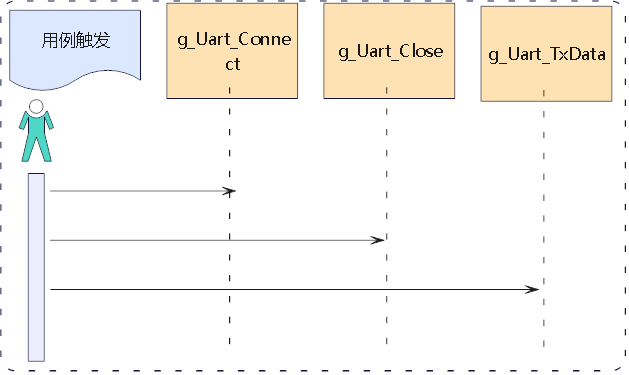 用例触发
g_Uart_Conne
ct
g_Uart_Close
g_Uart_TxData